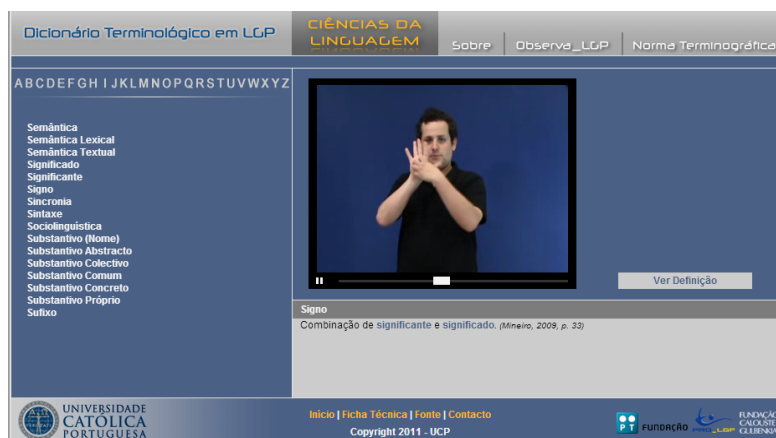 Dicionário Terminológico em LGP
CIÊNCIAS DA
LINGUAGEM
Sobre
Observa_LGP
Norma Terminográfica
A B C D E F G H I J K L M N O P Q R S T U V W X Y Z
Semântica
Semântica Lexical
Semântica Textual
Significado
Significante
Signo
Sincronia
Sintaxe
Sociolinguística
Substantivo (Nome)
Substantivo Abstracto
Substantivo Colectivo
Substantivo Comum
Substantivo Concreto
Substantivo Próprio
Sufixo
Ver Definição
Signo
Combinação de significante e significado. (Mineiro, 2009, p. 33)
UNIVERSIDADE
CATÓLICA
PORTUGUESA
Início | Ficha Técnica | Fonte | Contacto
Copyright 2011 - UCP
PT FUNDAÇÃO
PRO_LGP
FUNDAÇÃO
CALOUSTE
GULBENKIAN